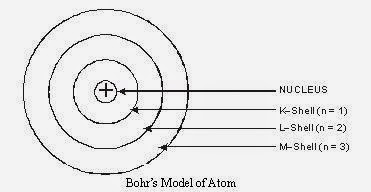 +
NUCLEUS
K-Shell (n = 1)
L-Shell (n = 2)
M-Shell (n = 3)
Bohr's Model of Atom